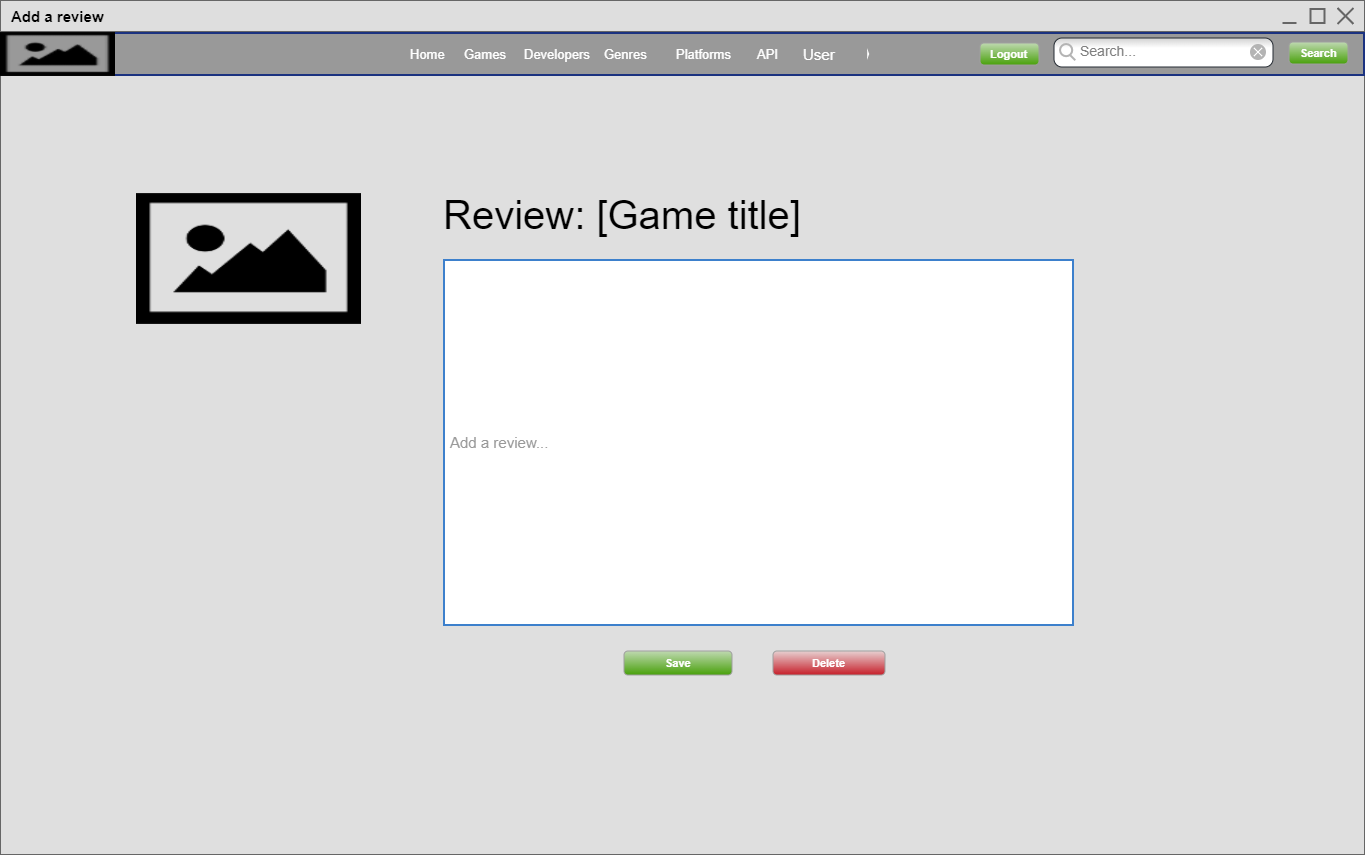 Add a review
Home Games Developers Genres Platforms API User Logout Search... Search
Review: [Game title]
Add a review...
Save Delete